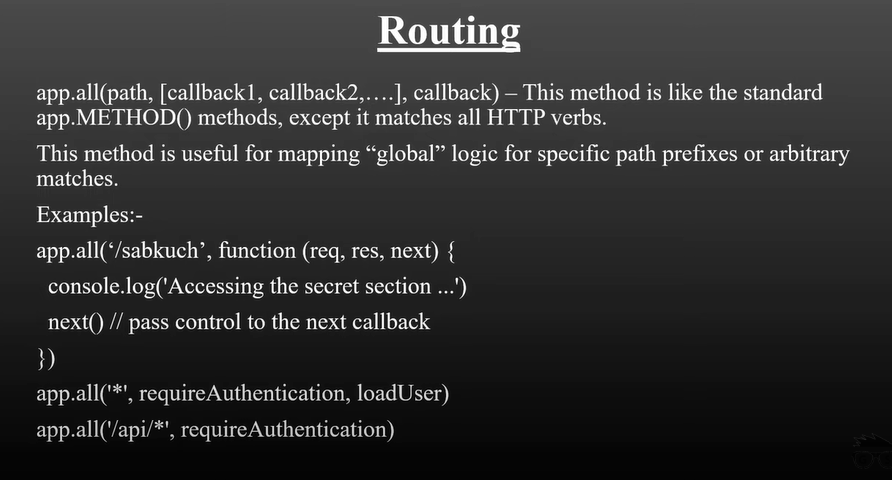 Routing
app.all(path, [callback1, callback2,….], callback) – This method is like the standard
app.METHOD() methods, except it matches all HTTP verbs.
This method is useful for mapping “global” logic for specific path prefixes or arbitrary
matches.
Examples:-
app.all(‘/sabkuch’, function (req, res, next) {
console.log('Accessing the secret section ...')
next() // pass control to the next callback
})
app.all('*', requireAuthentication, loadUser)
app.all('/api/*', requireAuthentication)